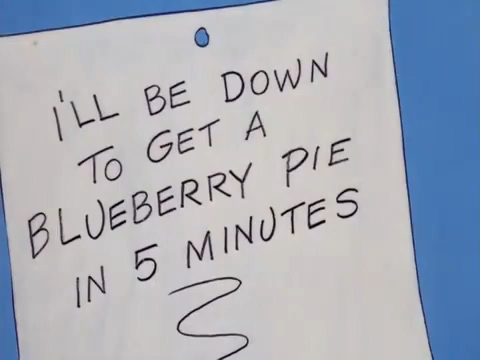 I'LL BE DOWN
TO GET A
BLUEBERRY PIE
IN 5 MINUTES